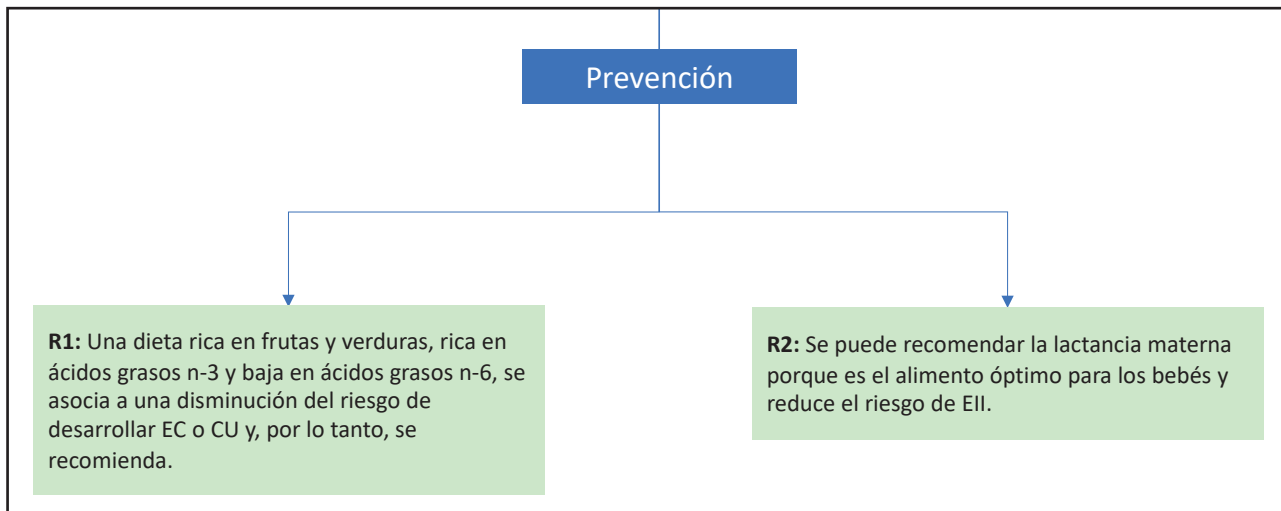 Prevención
R1: Una dieta rica en frutas y verduras, rica en
ácidos grasos n-3 y baja en ácidos grasos n-6, se
asocia a una disminución del riesgo de
desarrollar EC o CU y, por lo tanto, se
recomienda.
R2: Se puede recomendar la lactancia materna
porque es el alimento óptimo para los bebés y
reduce el riesgo de EII.